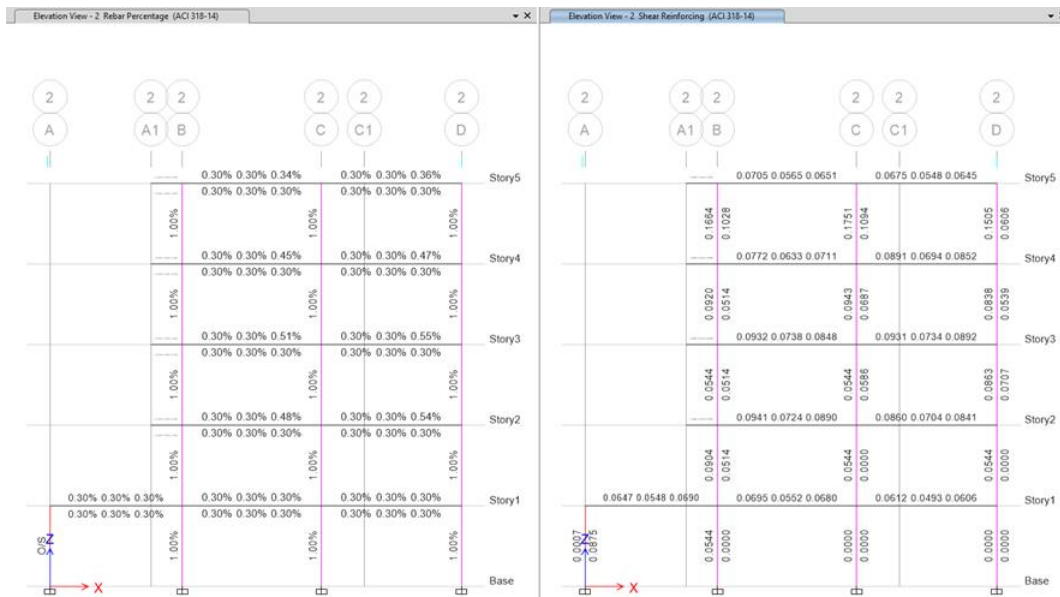 Elevation View - 2 Rebar Percentage (ACI 318-14)
2 2 2 2 2 2
A A1 B C C1 D
0.30% 0.30% 0.34% 0.30% 0.30% 0.36% Story5
0.30% 0.30% 0.30% 0.30% 0.30% 0.30%
1.00% 1.00% 1.00%
0.30% 0.30% 0.45% 0.30% 0.30% 0.47% Story4
0.30% 0.30% 0.30% 0.30% 0.30% 0.30%
1.00% 1.00% 1.00%
0.30% 0.30% 0.51% 0.30% 0.30% 0.55% Story3
0.30% 0.30% 0.30% 0.30% 0.30% 0.30%
1.00% 1.00% 1.00%
0.30% 0.30% 0.48% 0.30% 0.30% 0.54% Story2
0.30% 0.30% 0.30% 0.30% 0.30% 0.30%
1.00% 1.00% 1.00%
0.30% 0.30% 0.30% 0.30% 0.30% 0.30% 0.30% 0.30% 0.30% Story1
0.30% 0.30% 0.30% 0.30% 0.30% 0.30% 0.30% 0.30% 0.30%
O/S Z 1.00% 1.00% 1.00%
X Base
Elevation View - 2 Shear Reinforcing (ACI 318-14)
2 2 2 2 2 2
A A1 B C C1 D
0.0705 0.0565 0.0651 0.0675 0.0548 0.0645 Story5
0.1664 0.1028 0.1751 0.1094 0.1505 0.0606
0.0772 0.0633 0.0711 0.0891 0.0694 0.0852 Story4
0.0920 0.0514 0.0943 0.0687 0.0838 0.0539
0.0932 0.0738 0.0848 0.0931 0.0734 0.0892 Story3
0.0544 0.0514 0.0544 0.0586 0.0863 0.0707
0.0941 0.0724 0.0890 0.0860 0.0704 0.0841 Story2
0.0904 0.0514 0.0544 0.0000 0.0544 0.0000
0.0647 0.0548 0.0690 0.0695 0.0552 0.0680 0.0612 0.0493 0.0606 Story1
0.0007 Z 0.0875 0.0544 0.0000 0.0000 0.0000 0.0000 0.0000
X Base